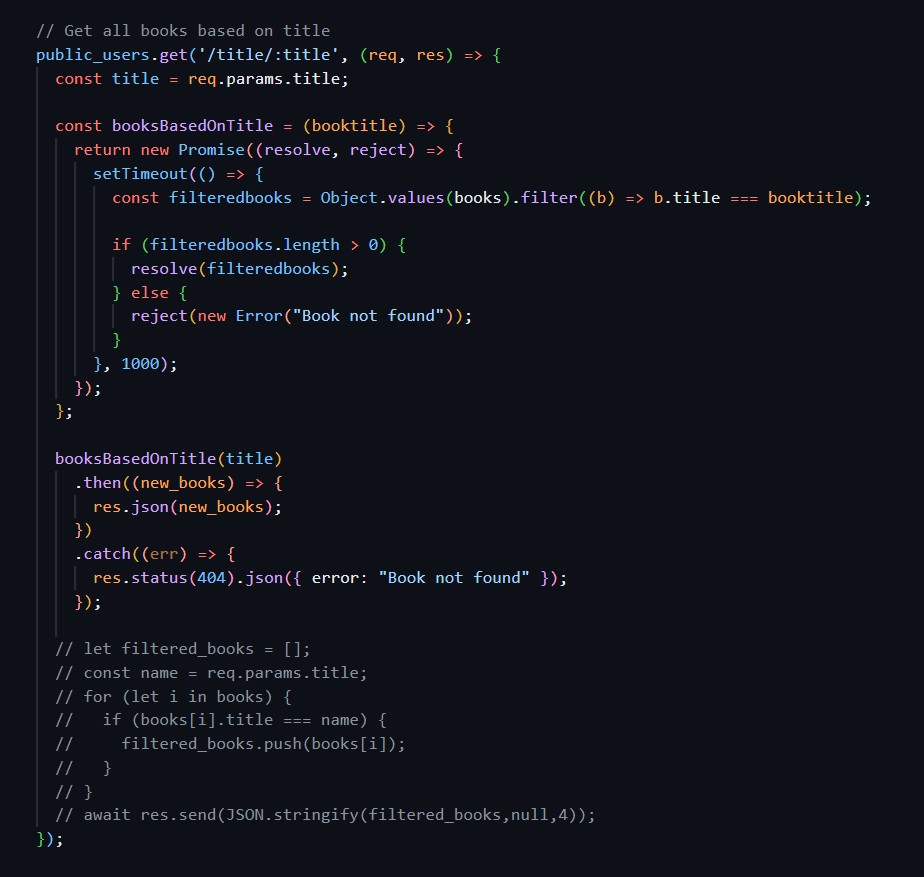 // Get all books based on title
public_users.get('/title/:title', (req, res) => {
  const title = req.params.title;

  const booksBasedOnTitle = (booktitle) => {
    return new Promise((resolve, reject) => {
      setTimeout(() => {
        const filteredbooks = Object.values(books).filter((b) => b.title === booktitle);

        if (filteredbooks.length > 0) {
          resolve(filteredbooks);
        } else {
          reject(new Error("Book not found"));
        }
      }, 1000);
    });
  };

  booksBasedOnTitle(title)
    .then((new_books) => {
      res.json(new_books);
    })
    .catch((err) => {
      res.status(404).json({ error: "Book not found" });
    });

  // let filtered_books = [];
  // const name = req.params.title;
  // for (let i in books) {
  //   if (books[i].title === name) {
  //     filtered_books.push(books[i]);
  //   }
  // }
  // await res.send(JSON.stringify(filtered_books,null,4));
});